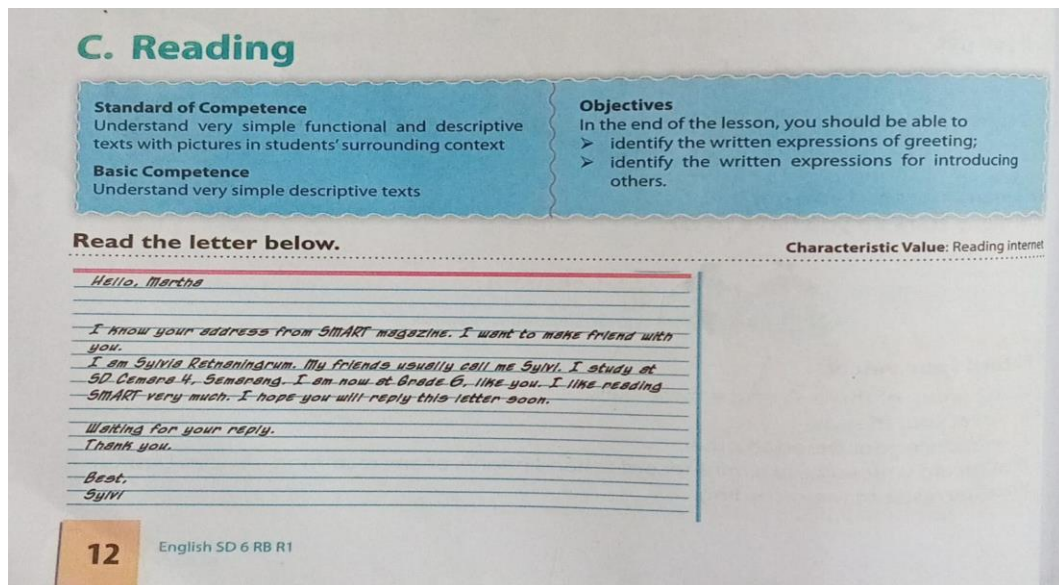 C. Reading
Standard of Competence
Understand very simple functional and descriptive
texts with pictures in students' surrounding context
Basic Competence
Understand very simple descriptive texts
Objectives
In the end of the lesson, you should be able to
➢ identify the written expressions of greeting;
➢ identify the written expressions for introducing
others.
Read the letter below.
Characteristic Value: Reading internet
Hello, Martha
I know your address from SMART magazine. I want to make friend with
you.
I am Sylvia Retnaningrum. My friends usually call me Sylvi. I study at
SD Cemara 4, Semarang. I am now at Grade 6, like you. I like reading
SMART very much. I hope you will reply this letter soon.
Waiting for your reply.
Thank you.
Best,
Sylvi
12
English SD 6 RB R1